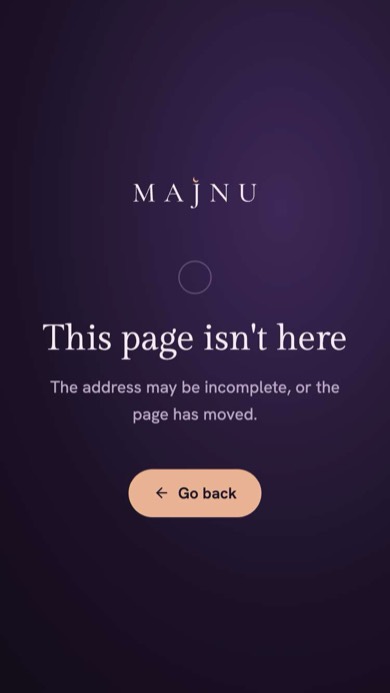 MAJNU
This page isn't here
The address may be incomplete, or the
page has moved.
← Go back